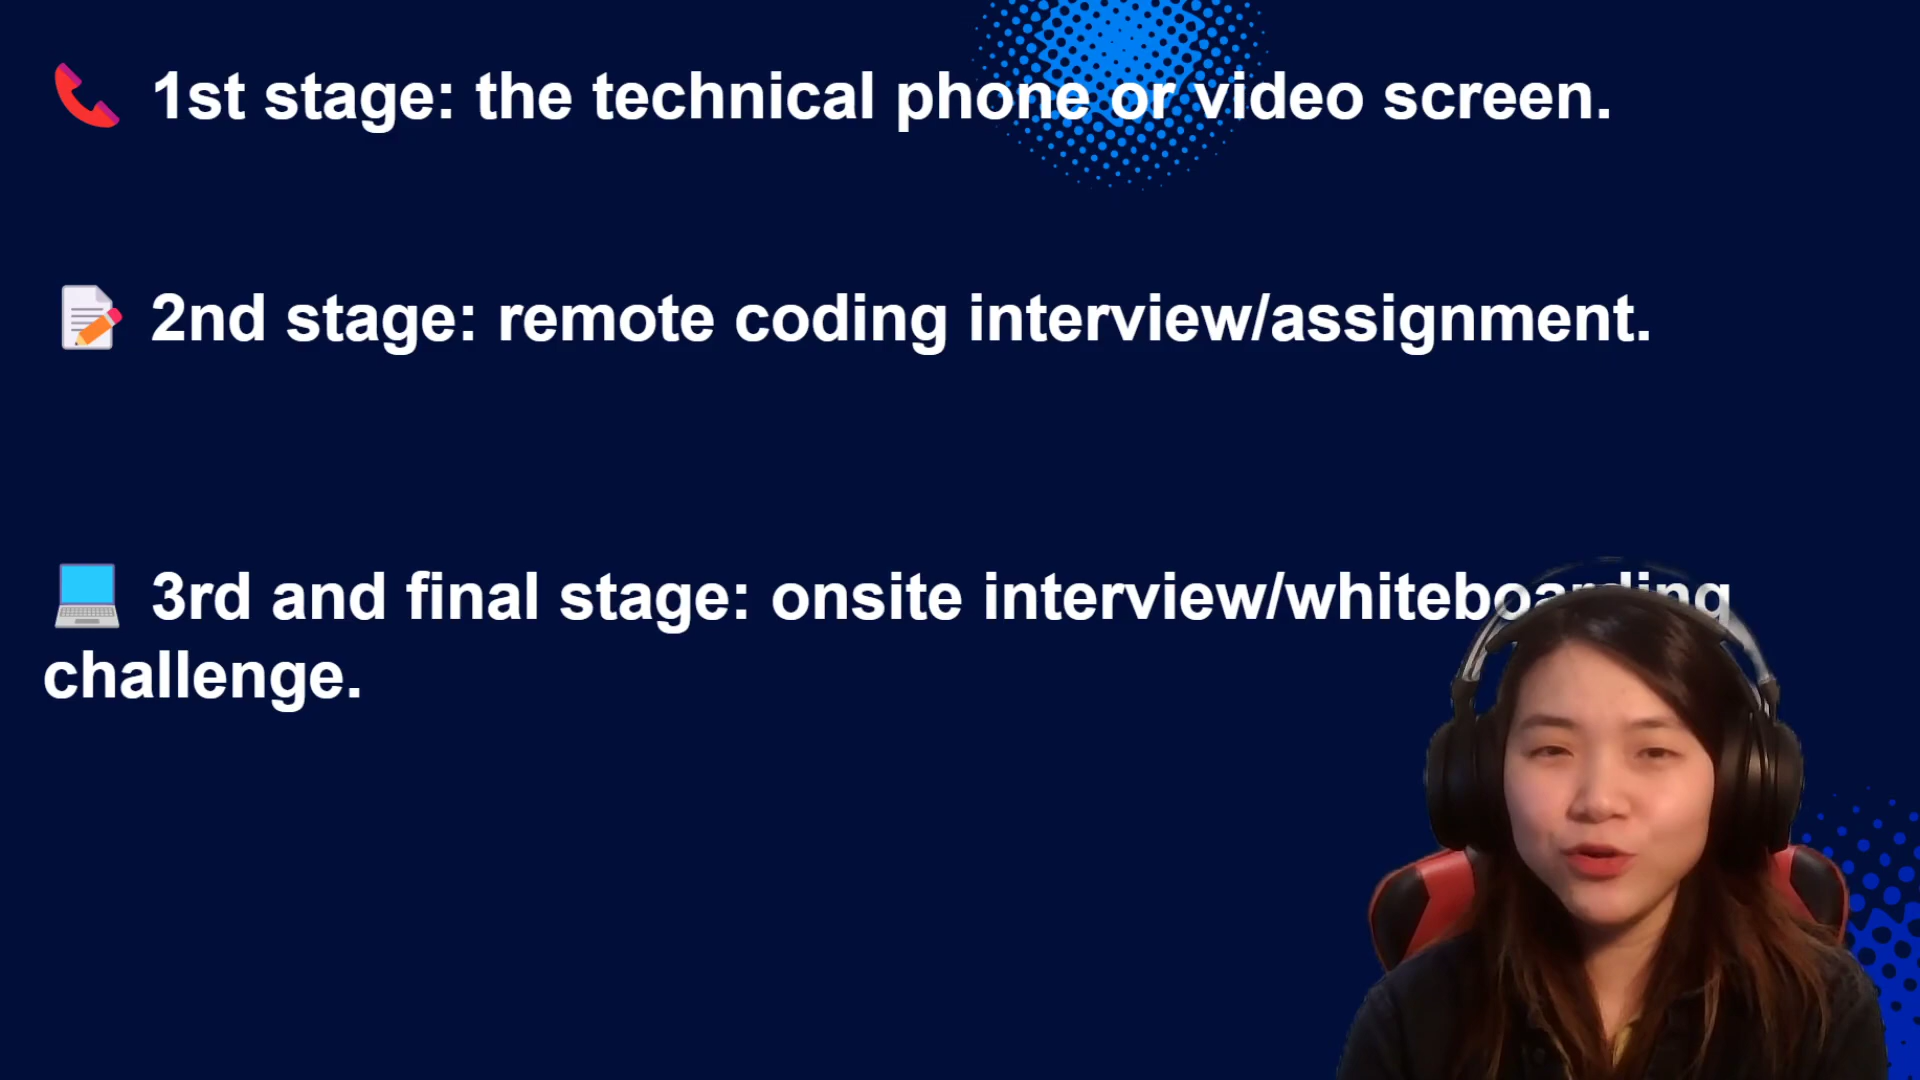 1st stage: the technical phone or video screen.
2nd stage: remote coding interview/assignment.
3rd and final stage: onsite interview/whiteboarding
challenge.